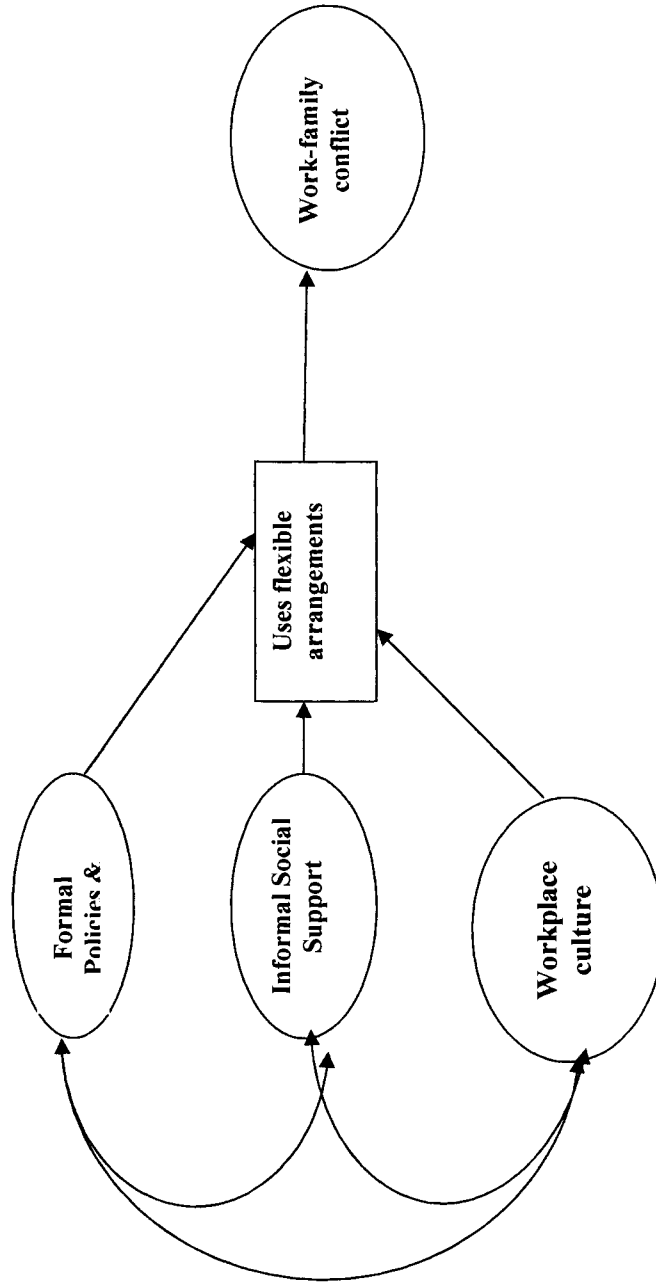 Formal
Policies &
Informal Social
Support
Workplace
culture
Uses flexible
arrangements
Work-family
conflict